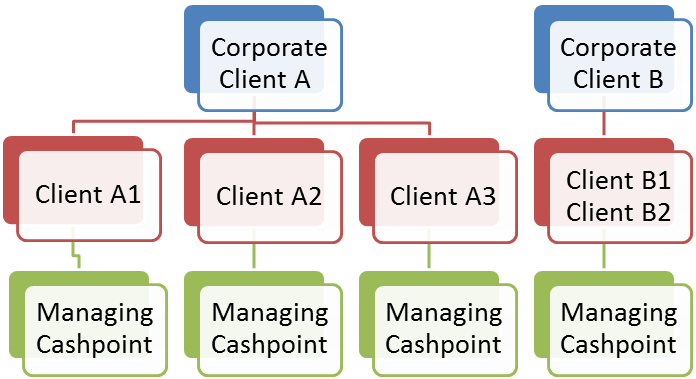 Corporate
Client A
Corporate
Client B
Client A1
Client A2
Client A3
Client B1
Client B2
Managing
Cashpoint
Managing
Cashpoint
Managing
Cashpoint
Managing
Cashpoint